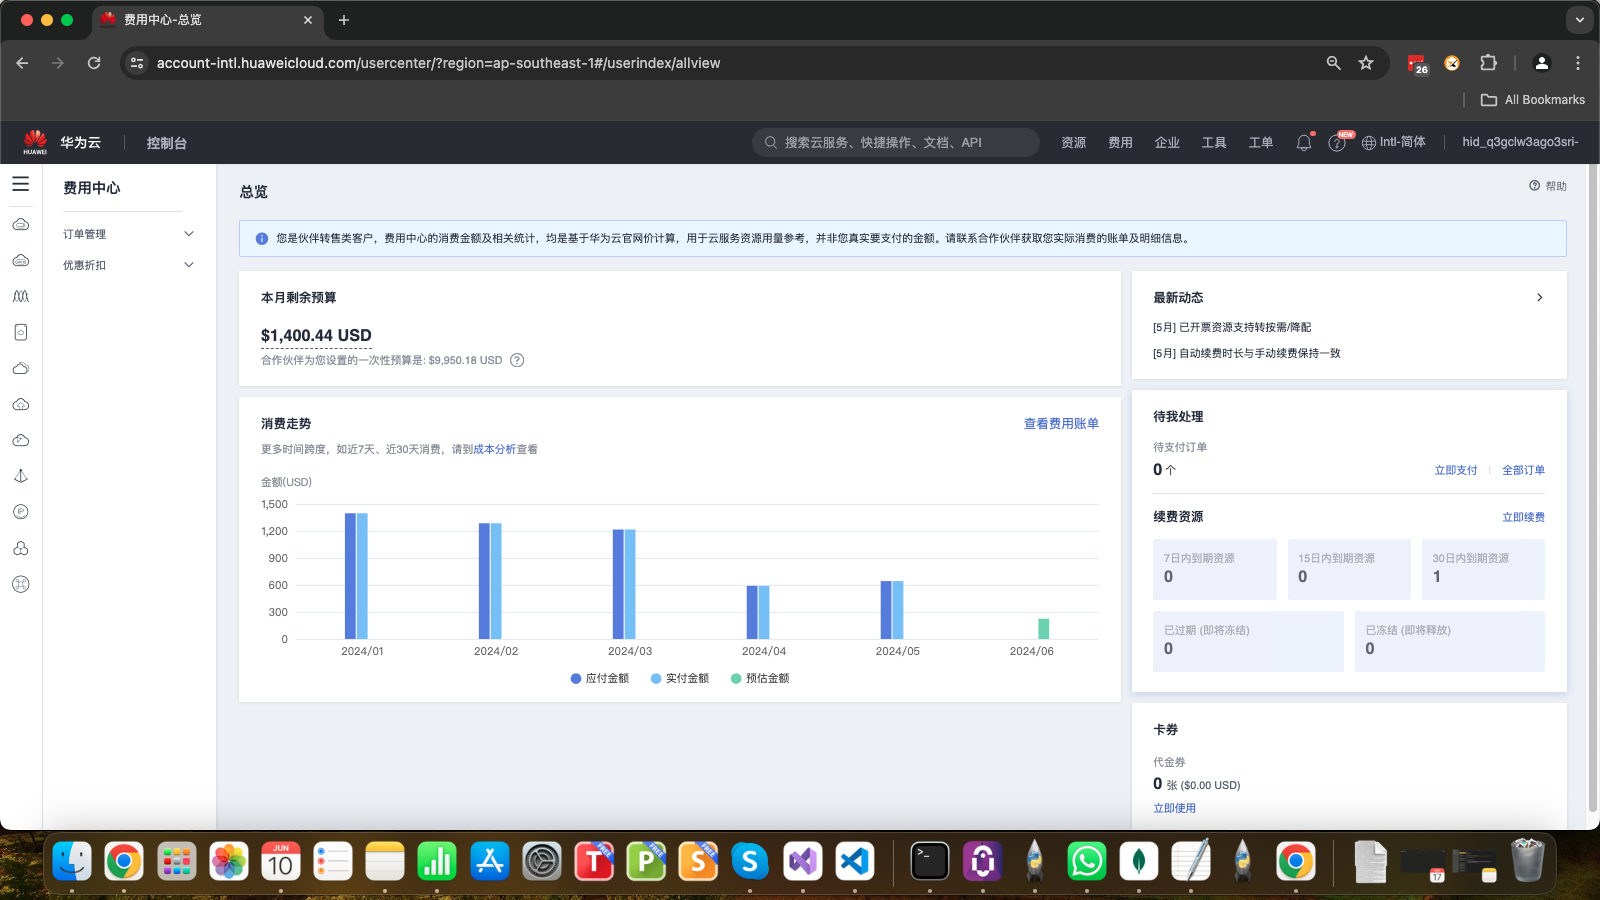 费用中心-总览
account-intl.huaweicloud.com/usercenter/?region=ap-southeast-1#/userindex/allview
26
All Bookmarks
HUAWEI
华为云
控制台
搜索云服务、快捷操作、文档、API
资源
费用
企业
工具
工单
NEW
Intl-简体
hid_q3gclw3ago3sri-
费用中心
订单管理
优惠折扣
总览
帮助
您是伙伴转售类客户，费用中心的消费金额及相关统计，均是基于华为云官网价计算，用于云服务资源用量参考，并非您真实要支付的金额。请联系合作伙伴获取您实际消费的账单及明细信息。
本月剩余预算
$1,400.44 USD
合作伙伴为您设置的一次性预算是: $9,950.18 USD
最新动态
[5月] 已开票资源支持转按需/降配
[5月] 自动续费时长与手动续费保持一致
消费走势
查看费用账单
更多时间跨度，如近7天、近30天消费，请到成本分析查看
金额(USD)
1,500
1,200
900
600
300
0
2024/01
2024/02
2024/03
2024/04
2024/05
2024/06
应付金额
实付金额
预估金额
待我处理
待支付订单
0 个
立即支付
全部订单
续费资源
立即续费
7日内到期资源
0
15日内到期资源
0
30日内到期资源
1
已过期 (即将冻结)
0
已冻结 (即将释放)
0
卡券
代金券
0 张 ($0.00 USD)
立即使用
IP
JUN
10
T
FREE
P
FREE
S
FREE
S
17